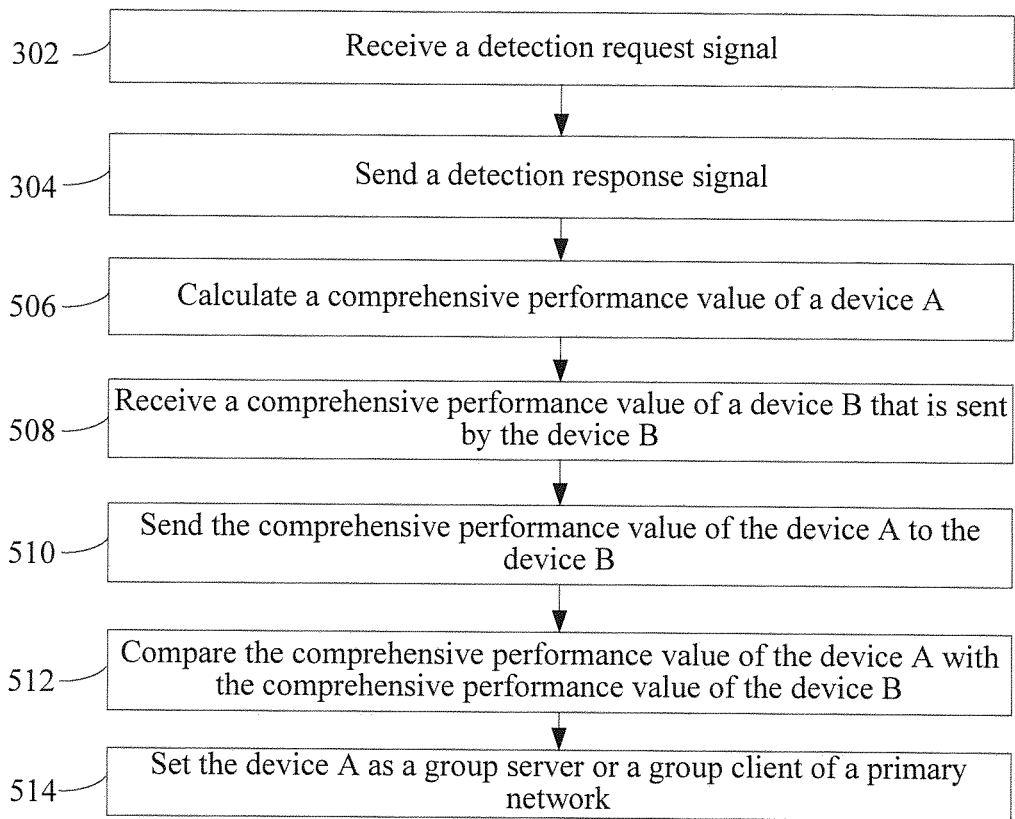 302
Receive a detection request signal
304
Send a detection response signal
506
Calculate a comprehensive performance value of a device A
508
Receive a comprehensive performance value of a device B that is sent
by the device B
510
Send the comprehensive performance value of the device A to the
device B
512
Compare the comprehensive performance value of the device A with
the comprehensive performance value of the device B
514
Set the device A as a group server or a group client of a primary
network